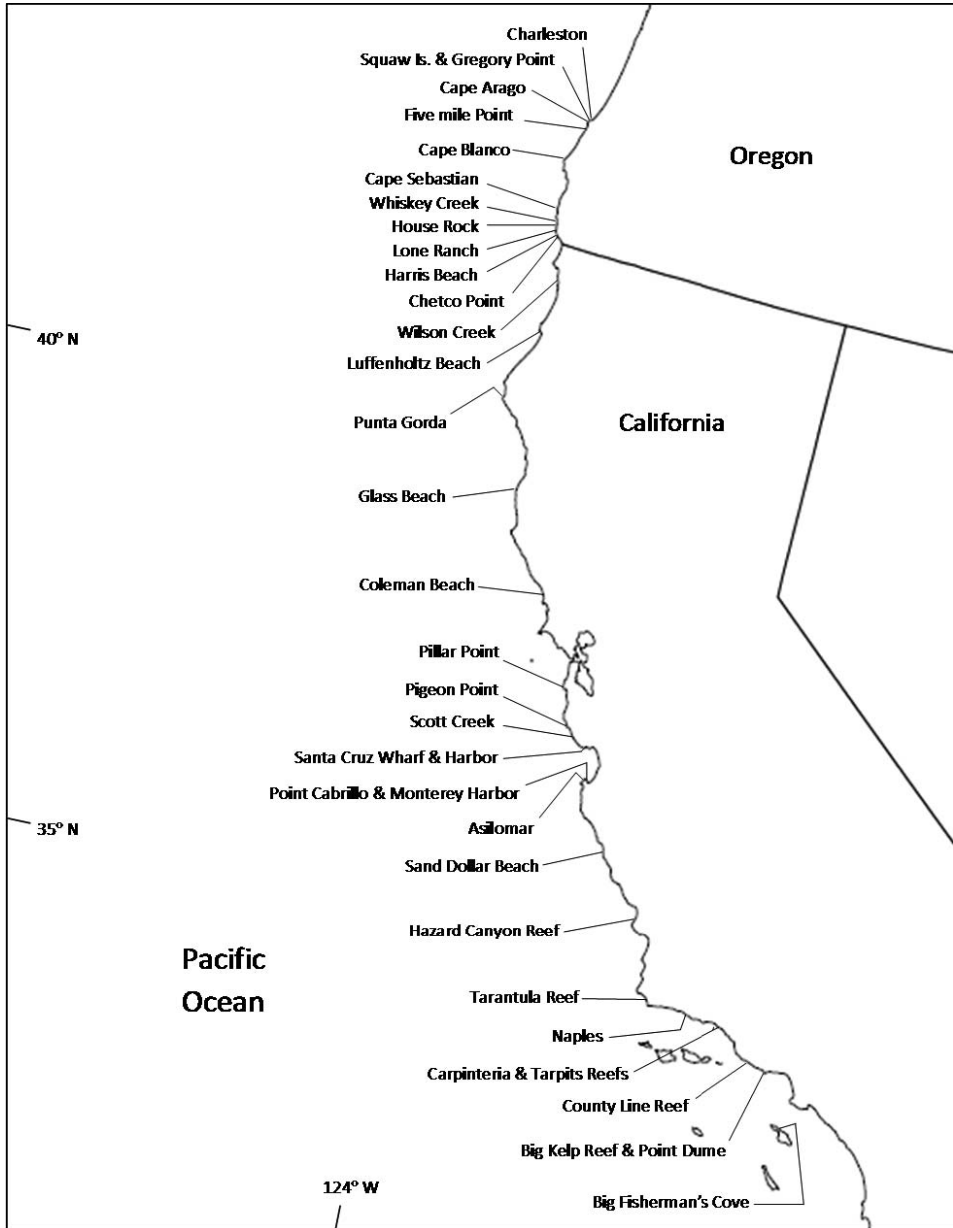 Charleston
Squaw Is. & Gregory Point
Cape Arago
Five mile Point
Cape Blanco
Oregon
Cape Sebastian
Whiskey Creek
House Rock
Lone Ranch
Harris Beach
Chetco Point
Wilson Creek
40° N
Luffenholtz Beach
Punta Gorda
California
Glass Beach
Coleman Beach
Pillar Point
Pigeon Point
Scott Creek
Santa Cruz Wharf & Harbor
Point Cabrillo & Monterey Harbor
35° N
Asilomar
Sand Dollar Beach
Hazard Canyon Reef
Pacific
Ocean
Tarantula Reef
Naples
Carpinteria & Tarpits Reefs
County Line Reef
Big Kelp Reef & Point Dume
124° W
Big Fisherman's Cove